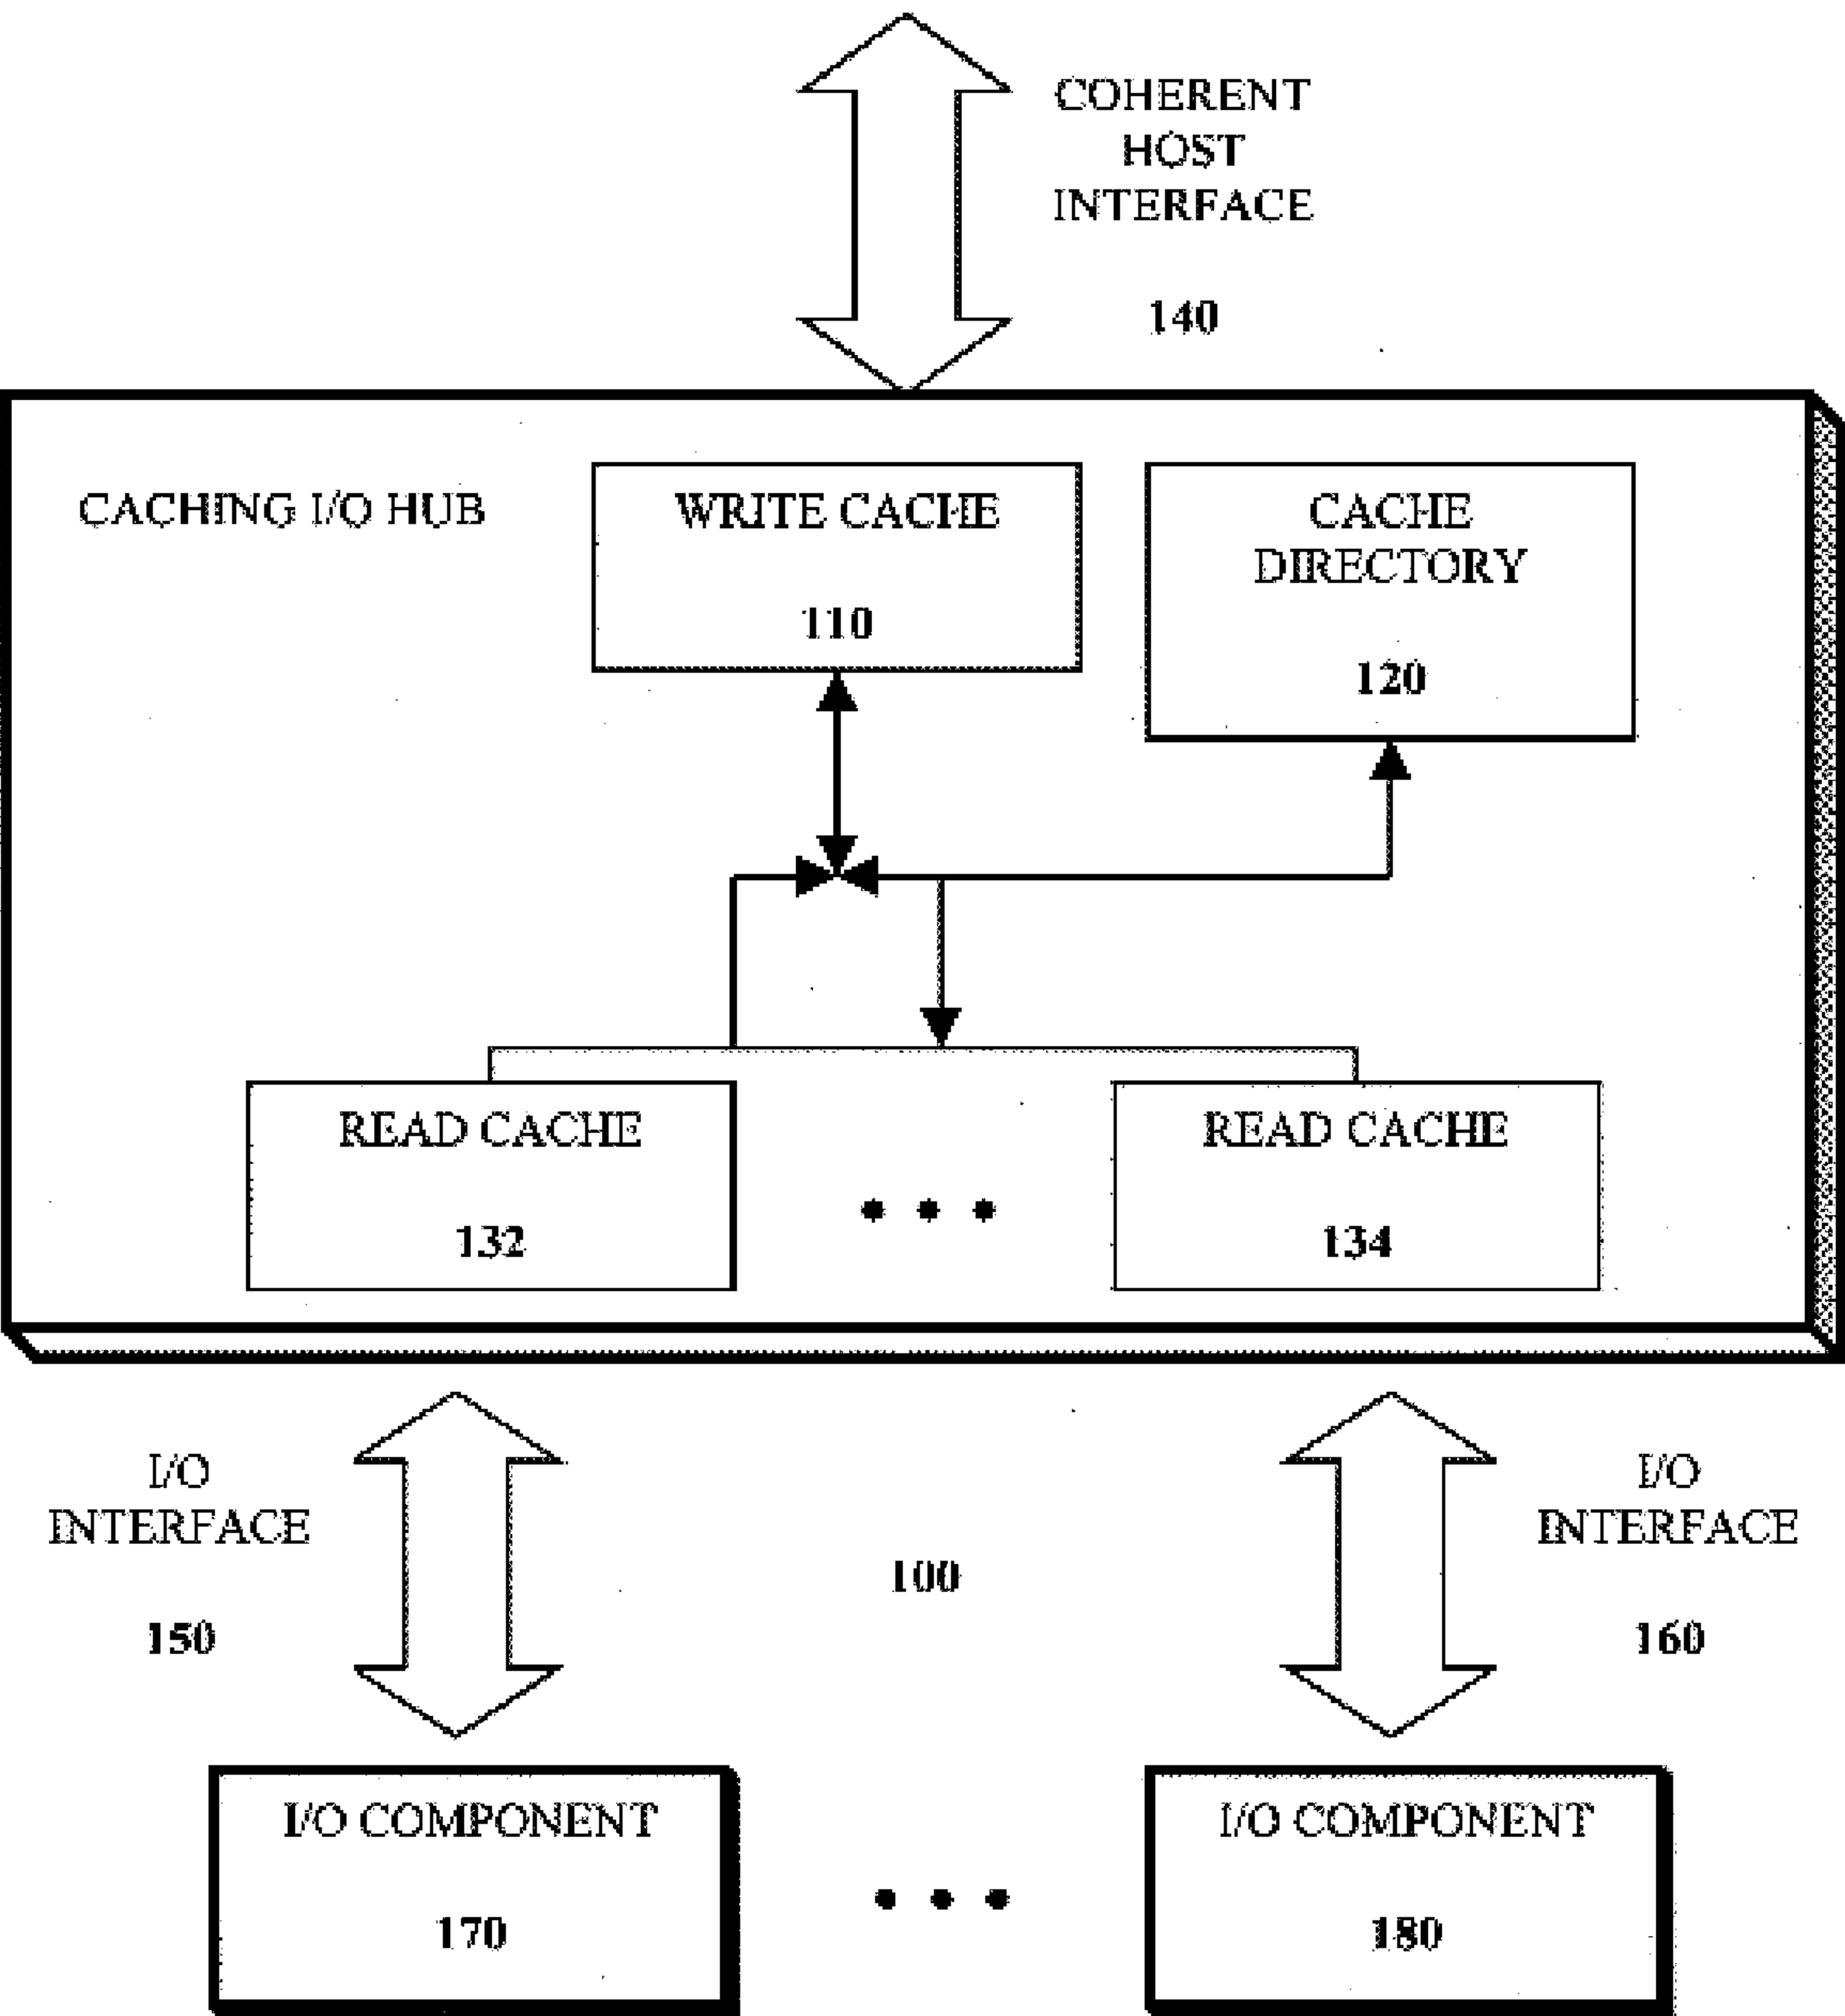 COHERENT
HOST
INTERFACE
140
CACHING I/O HUB
WRITE CACHE
110
CACHE
DIRECTORY
120
READ CACHE
132
READ CACHE
134
I/O
INTERFACE
150
100
I/O
INTERFACE
160
I/O COMPONENT
170
I/O COMPONENT
180